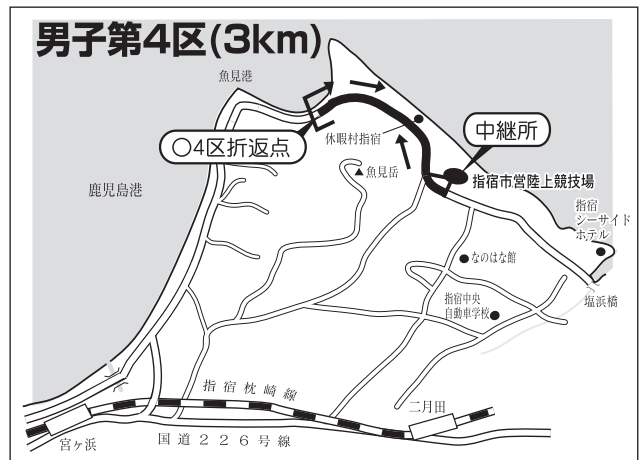 男子第4区(3km)
魚見港
中継所
休暇村指宿
〇4区折返点
魚見岳
指宿市営陸上競技場
鹿児島港
指宿
シーサイド
ホテル
なのはな館
指宿中央
自動車学校
塩浜橋
指宿枕崎線
二月田
宮ヶ浜
国道226号線